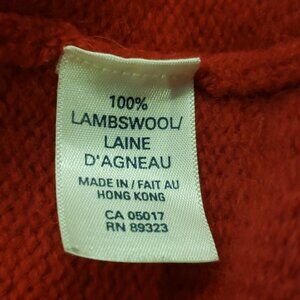 100%
LAMBSWOOL/
LAINE
D'AGNEAU
MADE IN / FAIT AU
HONG KONG
CA 05017
RN 89323